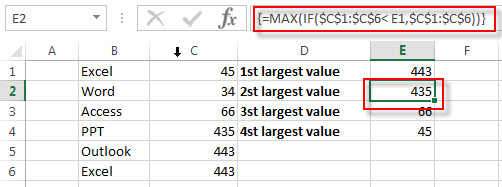 E2 fx {=MAX(IF($C$1:$C$6< E1,$C$1:$C$6))}
A B C D E F
1 Excel 45 1st largest value 443
2 Word 34 2st largest value 435
3 Access 66 3st largest value 66
4 PPT 435 4st largest value 45
5 Outlook 443
6 Excel 443